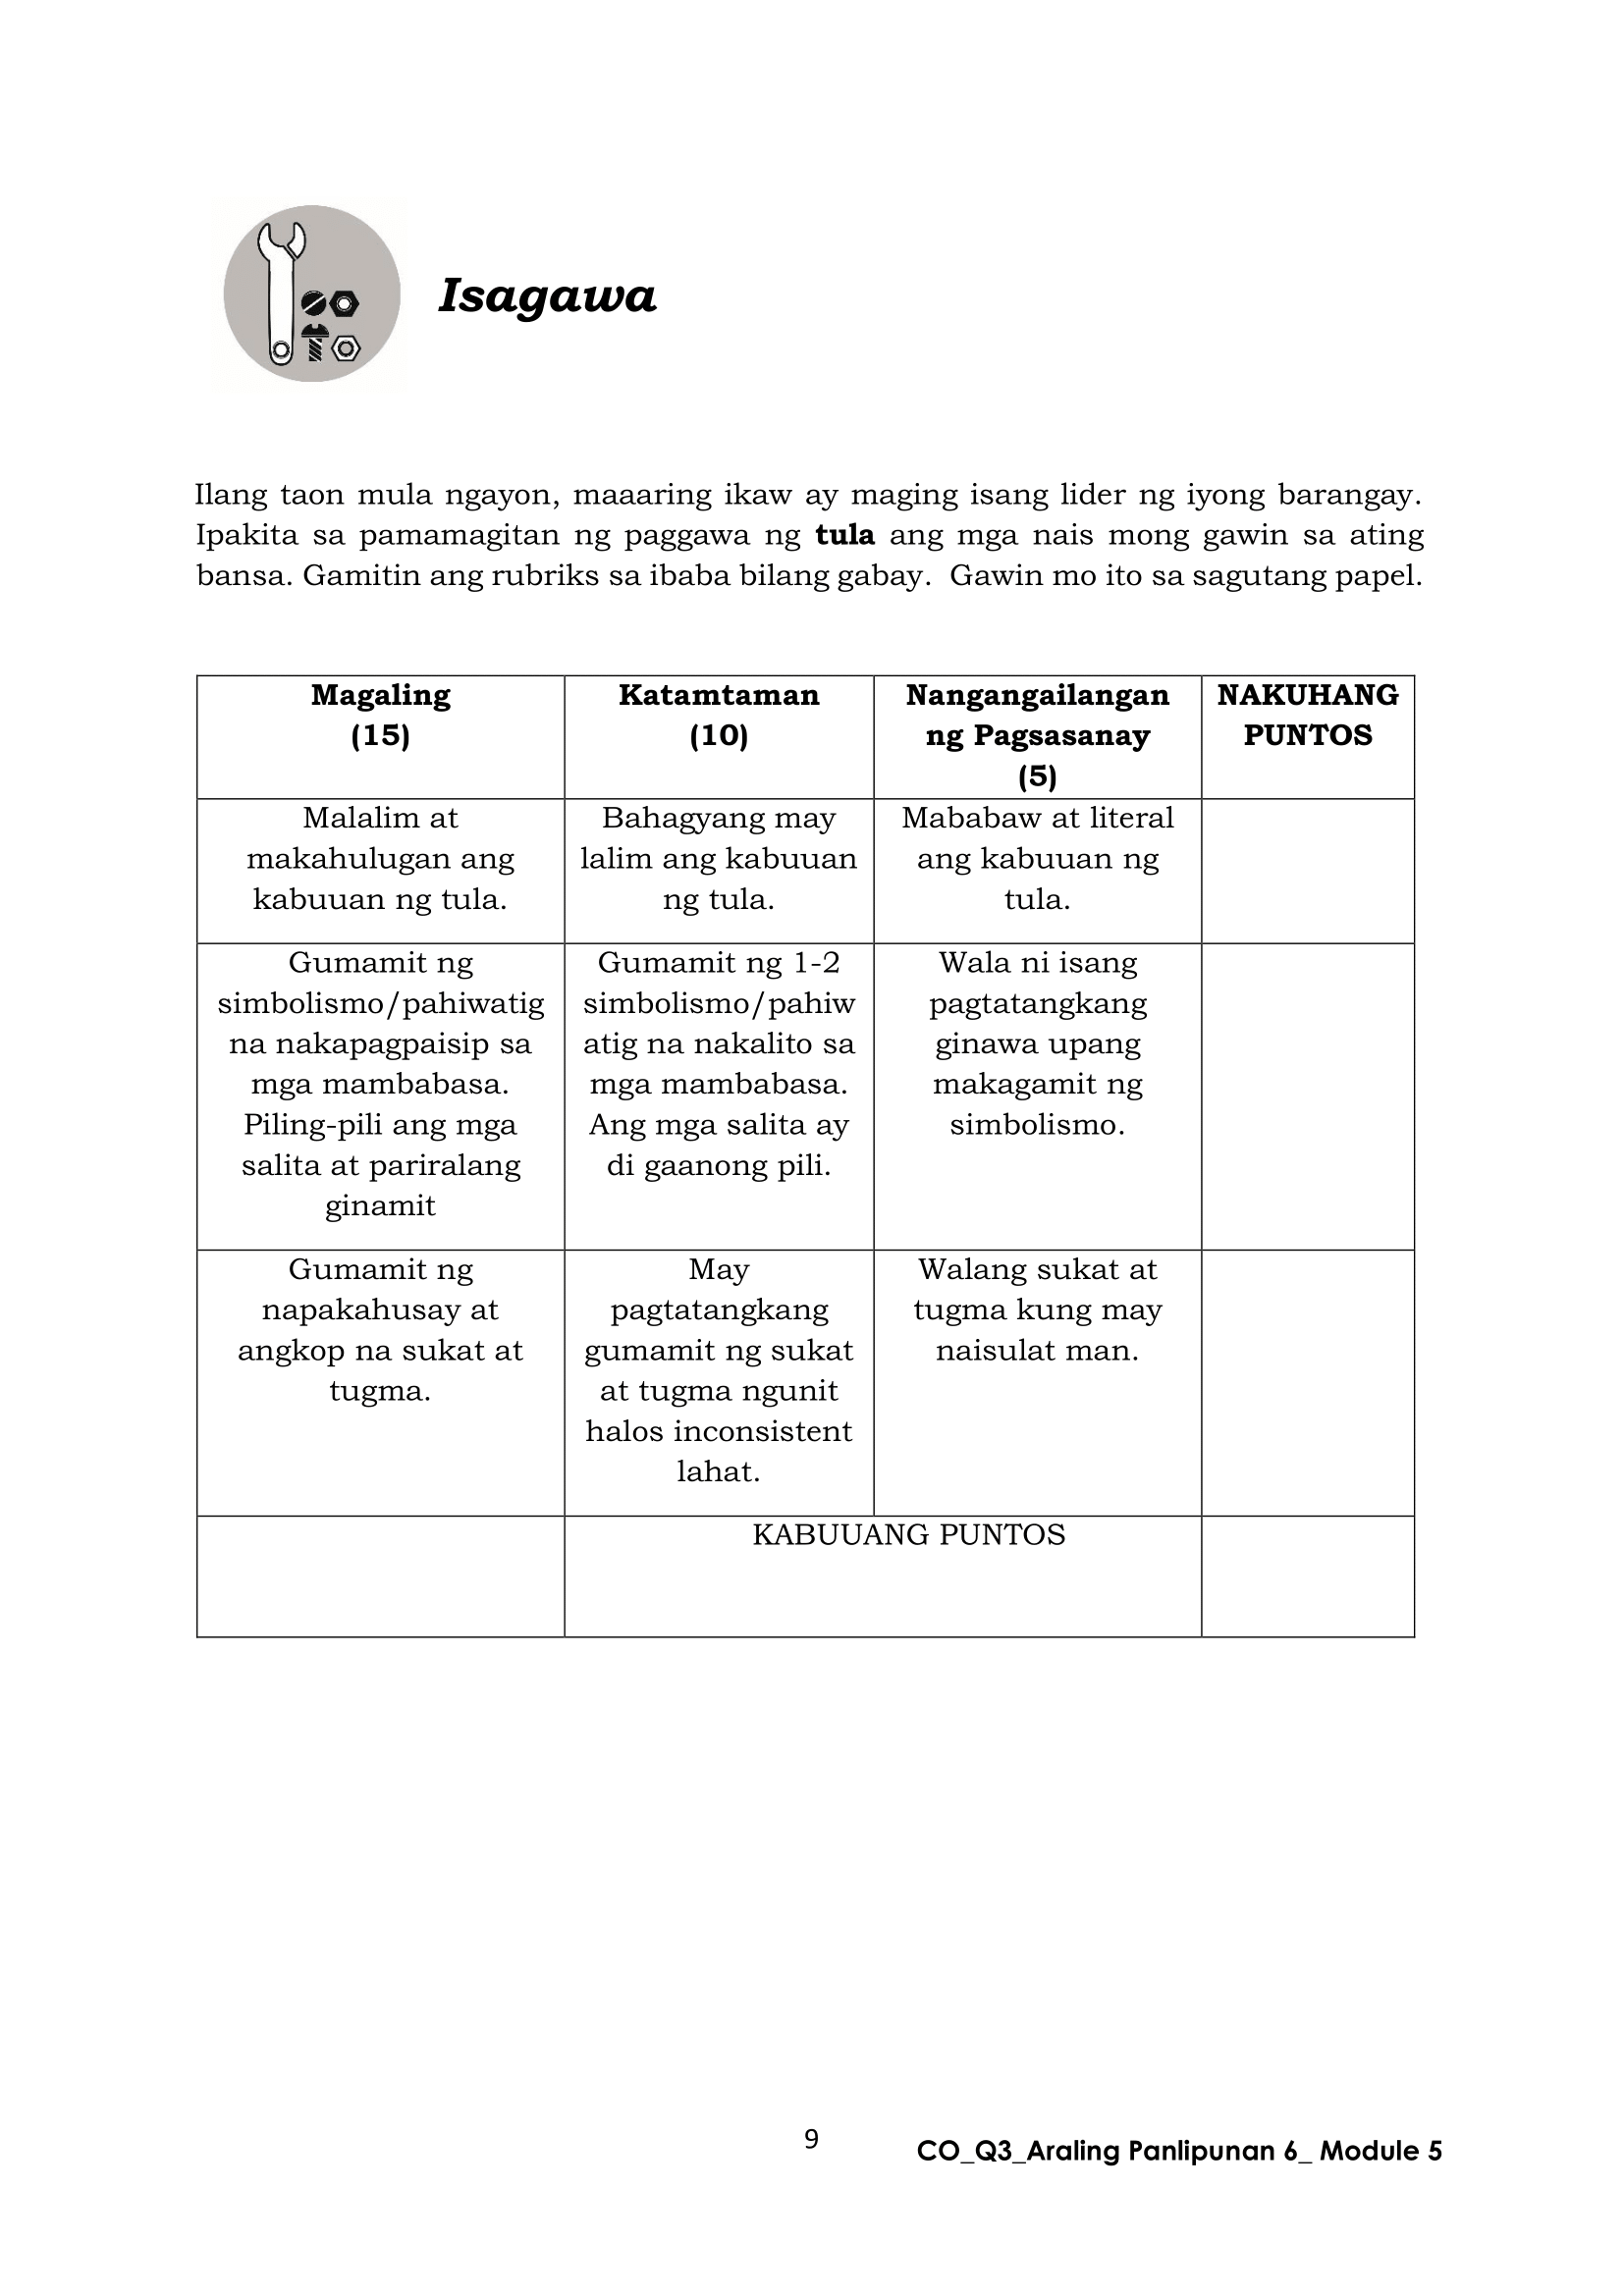 Isagawa
Ilang taon mula ngayon, maaaring ikaw ay maging isang lider ng iyong barangay.
Ipakita sa pamamagitan ng paggawa ng tula ang mga nais mong gawin sa ating
bansa. Gamitin ang rubriks sa ibaba bilang gabay.  Gawin mo ito sa sagutang papel.
Magaling
(15)
Katamtaman
(10)
Nangangailangan
ng Pagsasanay
(5)
NAKUHANG
PUNTOS
Malalim at
makahulugan ang
kabuuan ng tula.
Bahagyang may
lalim ang kabuuan
ng tula.
Mababaw at literal
ang kabuuan ng
tula.
Gumamit ng
simbolismo/pahiwatig
na nakapagpaisip sa
mga mambabasa.
Piling-pili ang mga
salita at pariralang
ginamit
Gumamit ng 1-2
simbolismo/pahiw
atig na nakalito sa
mga mambabasa.
Ang mga salita ay
di gaanong pili.
Wala ni isang
pagtatangkang
ginawa upang
makagamit ng
simbolismo.
Gumamit ng
napakahusay at
angkop na sukat at
tugma.
May
pagtatangkang
gumamit ng sukat
at tugma ngunit
halos inconsistent
lahat.
Walang sukat at
tugma kung may
naisulat man.
KABUUANG PUNTOS
9
CO_Q3_Araling Panlipunan 6_ Module 5